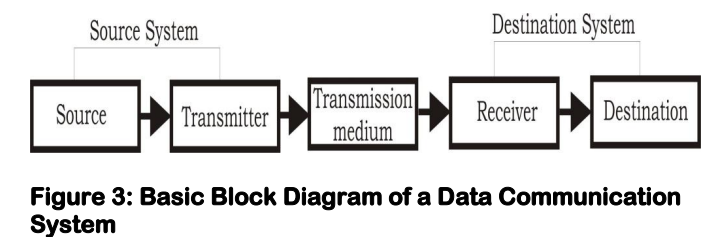 Source System
Destination System
Source
Transmitter
Transmission
medium
Receiver
Destination
Figure 3: Basic Block Diagram of a Data Communication
System